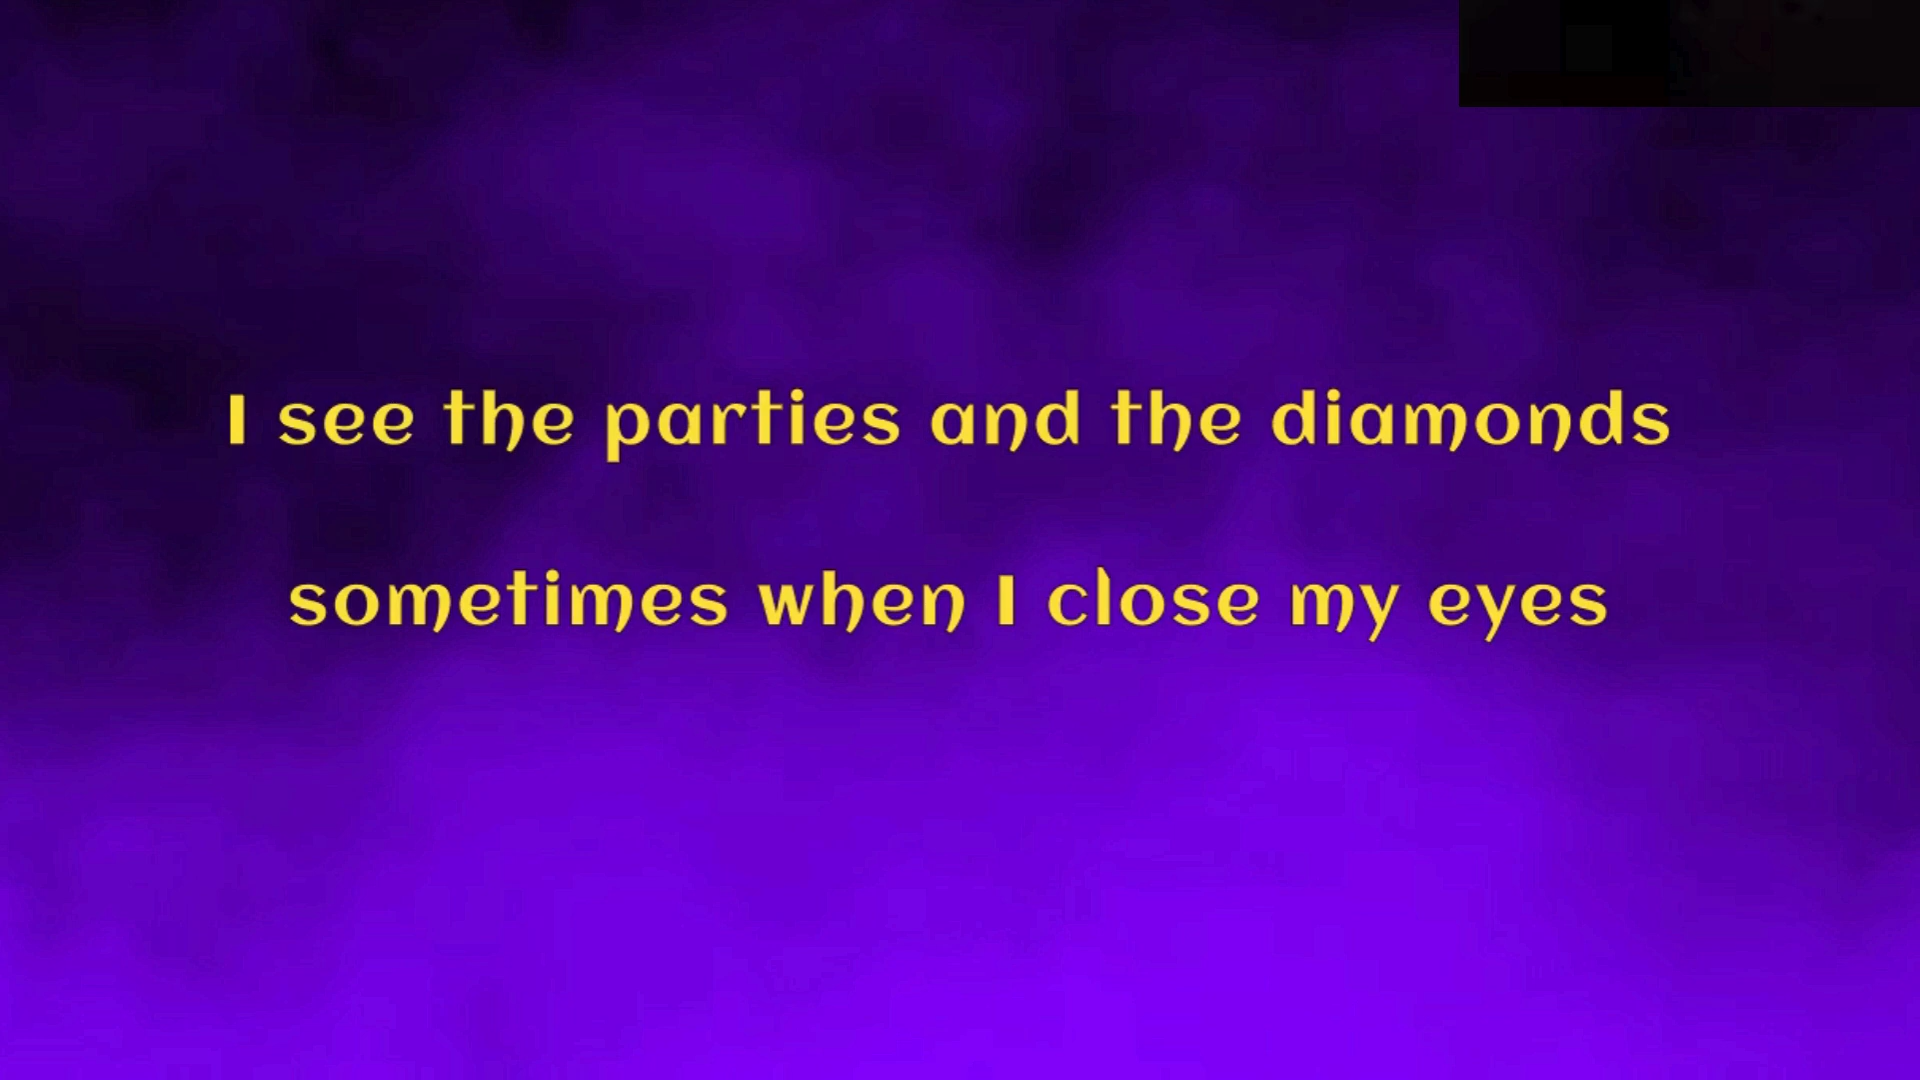 I see the parties and the diamonds
sometimes when I close my eyes